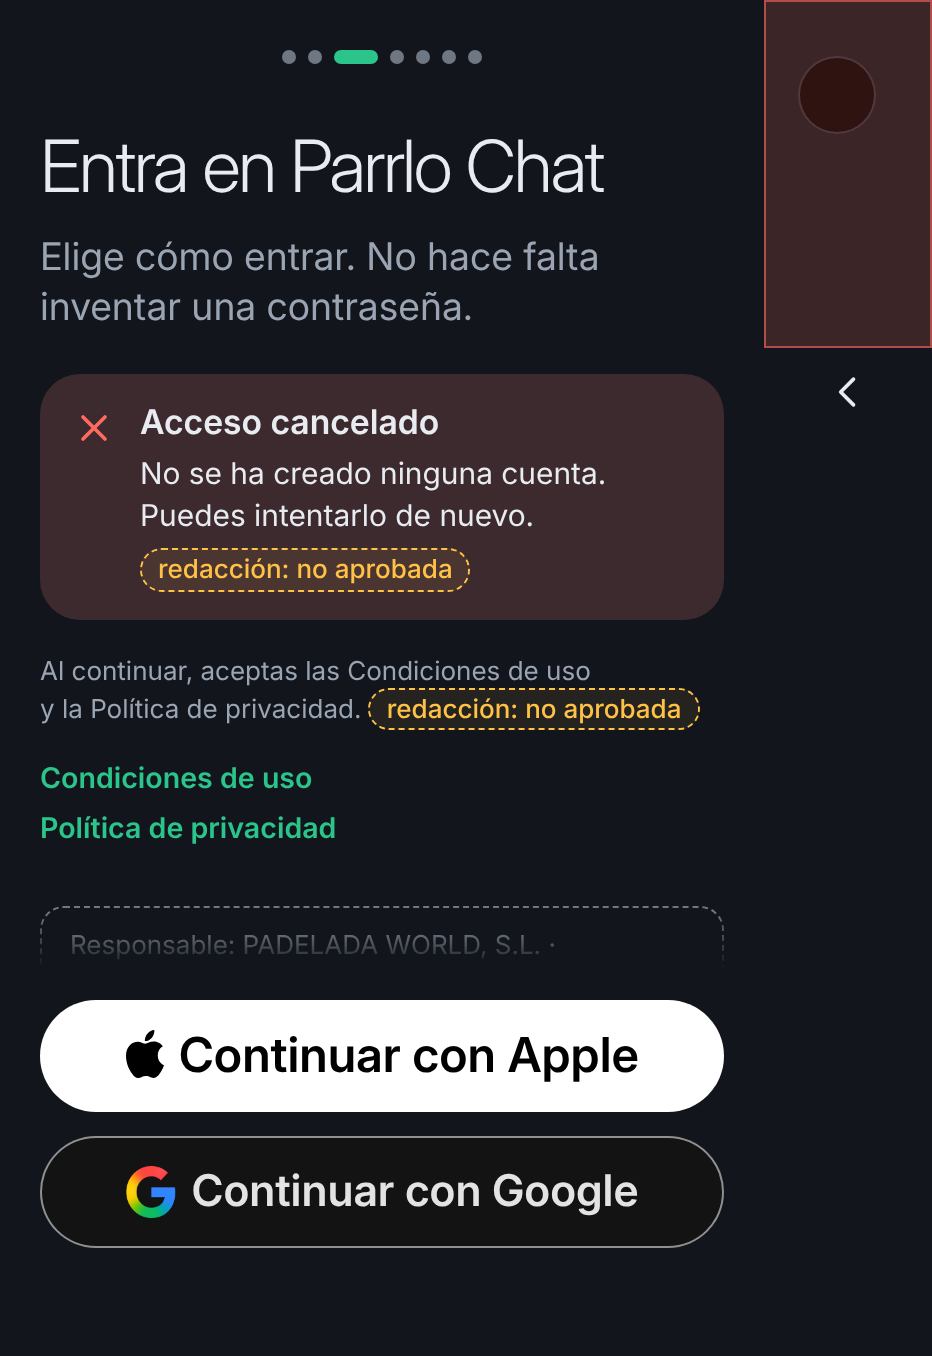 Entra en Parrlo Chat
Elige cómo entrar. No hace falta
inventar una contraseña.
Acceso cancelado
No se ha creado ninguna cuenta.
Puedes intentarlo de nuevo.
redacción: no aprobada
Al continuar, aceptas las Condiciones de uso
y la Política de privacidad. redacción: no aprobada
Condiciones de uso
Política de privacidad
Responsable: PADELADA WORLD, S.L. ·
Continuar con Apple
Continuar con Google